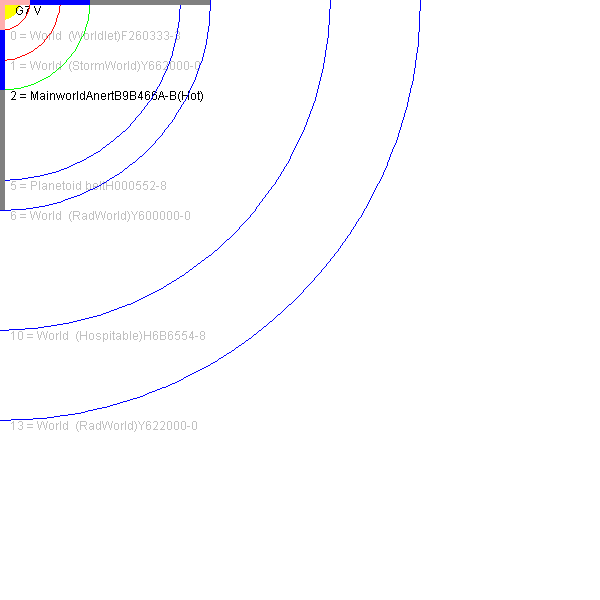 G7 V
0 = World  (Worldlet)F260333-3
1 = World  (StormWorld)Y663000-0
2 = MainworldAnertB9B466A-B(Hot)
5 = Planetoid beltH000552-8
6 = World  (RadWorld)Y600000-0
10 = World  (Hospitable)H6B6554-8
13 = World  (RadWorld)Y622000-0